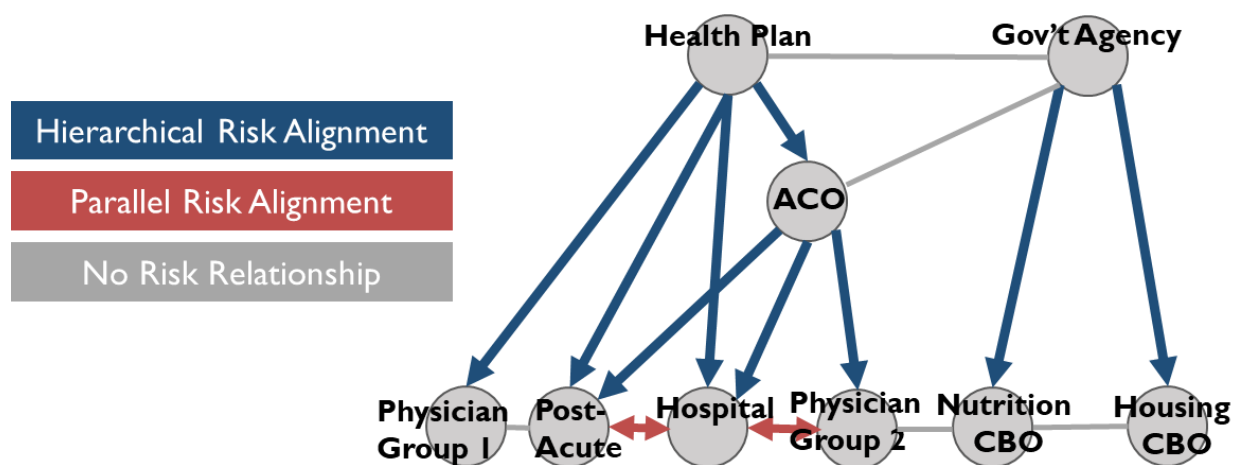 Health Plan
Gov't Agency
Hierarchical Risk Alignment
Parallel Risk Alignment
No Risk Relationship
ACO
Physician
Group 1
Post-
Acute
Hospital
Physician
Group 2
Nutrition
CBO
Housing
CBO